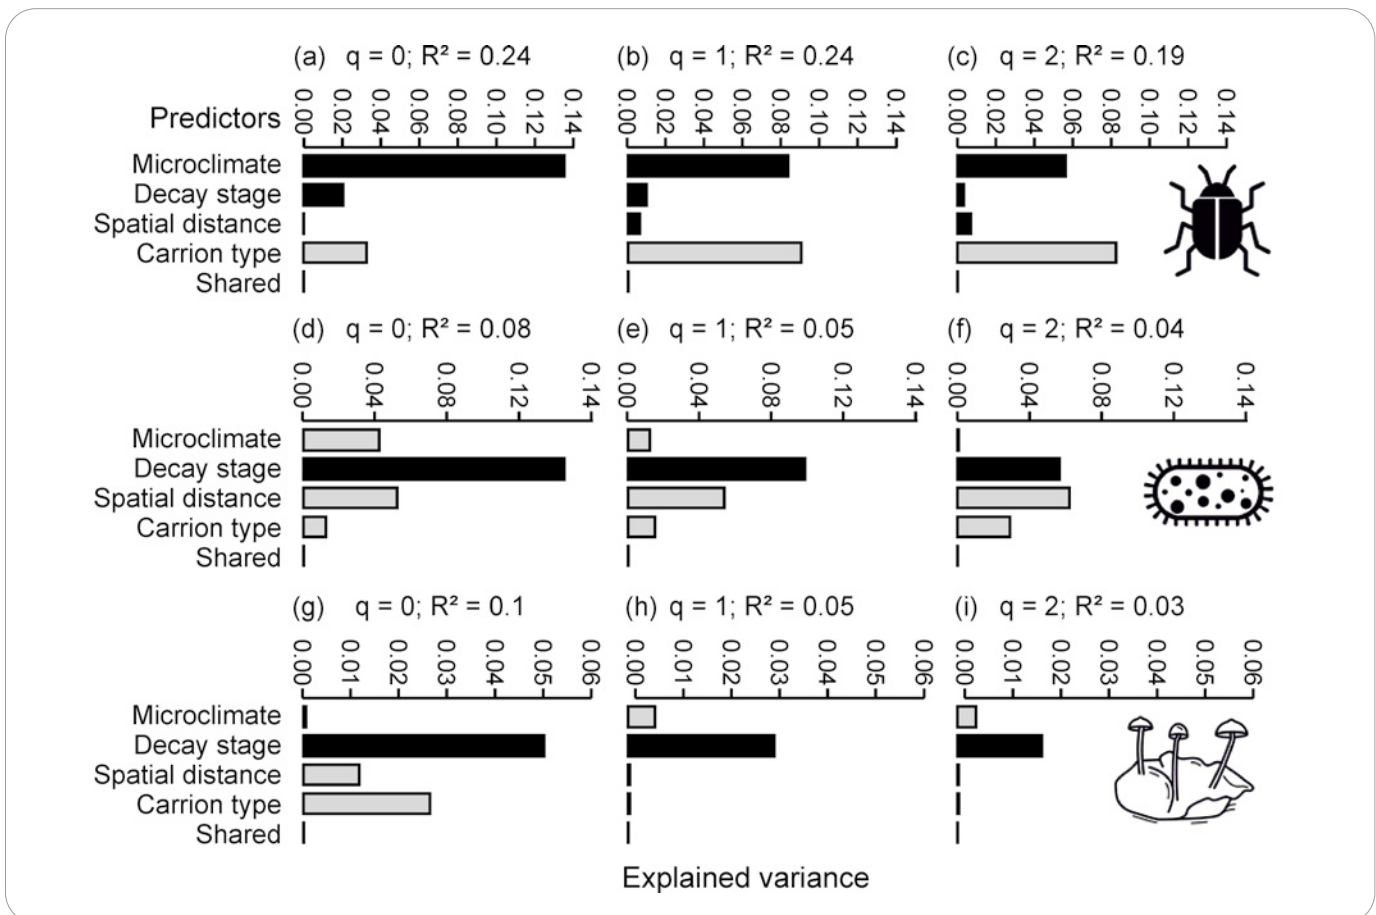 (a) q = 0; R² = 0.24 (b) q = 1; R² = 0.24 (c) q = 2; R² = 0.19
Predictors 0.00 0.02 0.04 0.06 0.08 0.10 0.12 0.14 0.00 0.02 0.04 0.06 0.08 0.10 0.12 0.14 0.00 0.02 0.04 0.06 0.08 0.10 0.12 0.14
Microclimate
Decay stage
Spatial distance
Carrion type
Shared
(d) q = 0; R² = 0.08 (e) q = 1; R² = 0.05 (f) q = 2; R² = 0.04
0.00 0.04 0.08 0.12 0.14 0.00 0.04 0.08 0.12 0.14 0.00 0.04 0.08 0.12 0.14
Microclimate
Decay stage
Spatial distance
Carrion type
Shared
(g) q = 0; R² = 0.1 (h) q = 1; R² = 0.05 (i) q = 2; R² = 0.03
0.00 0.01 0.02 0.03 0.04 0.05 0.06 0.00 0.01 0.02 0.03 0.04 0.05 0.06 0.00 0.01 0.02 0.03 0.04 0.05 0.06
Microclimate
Decay stage
Spatial distance
Carrion type
Shared
Explained variance